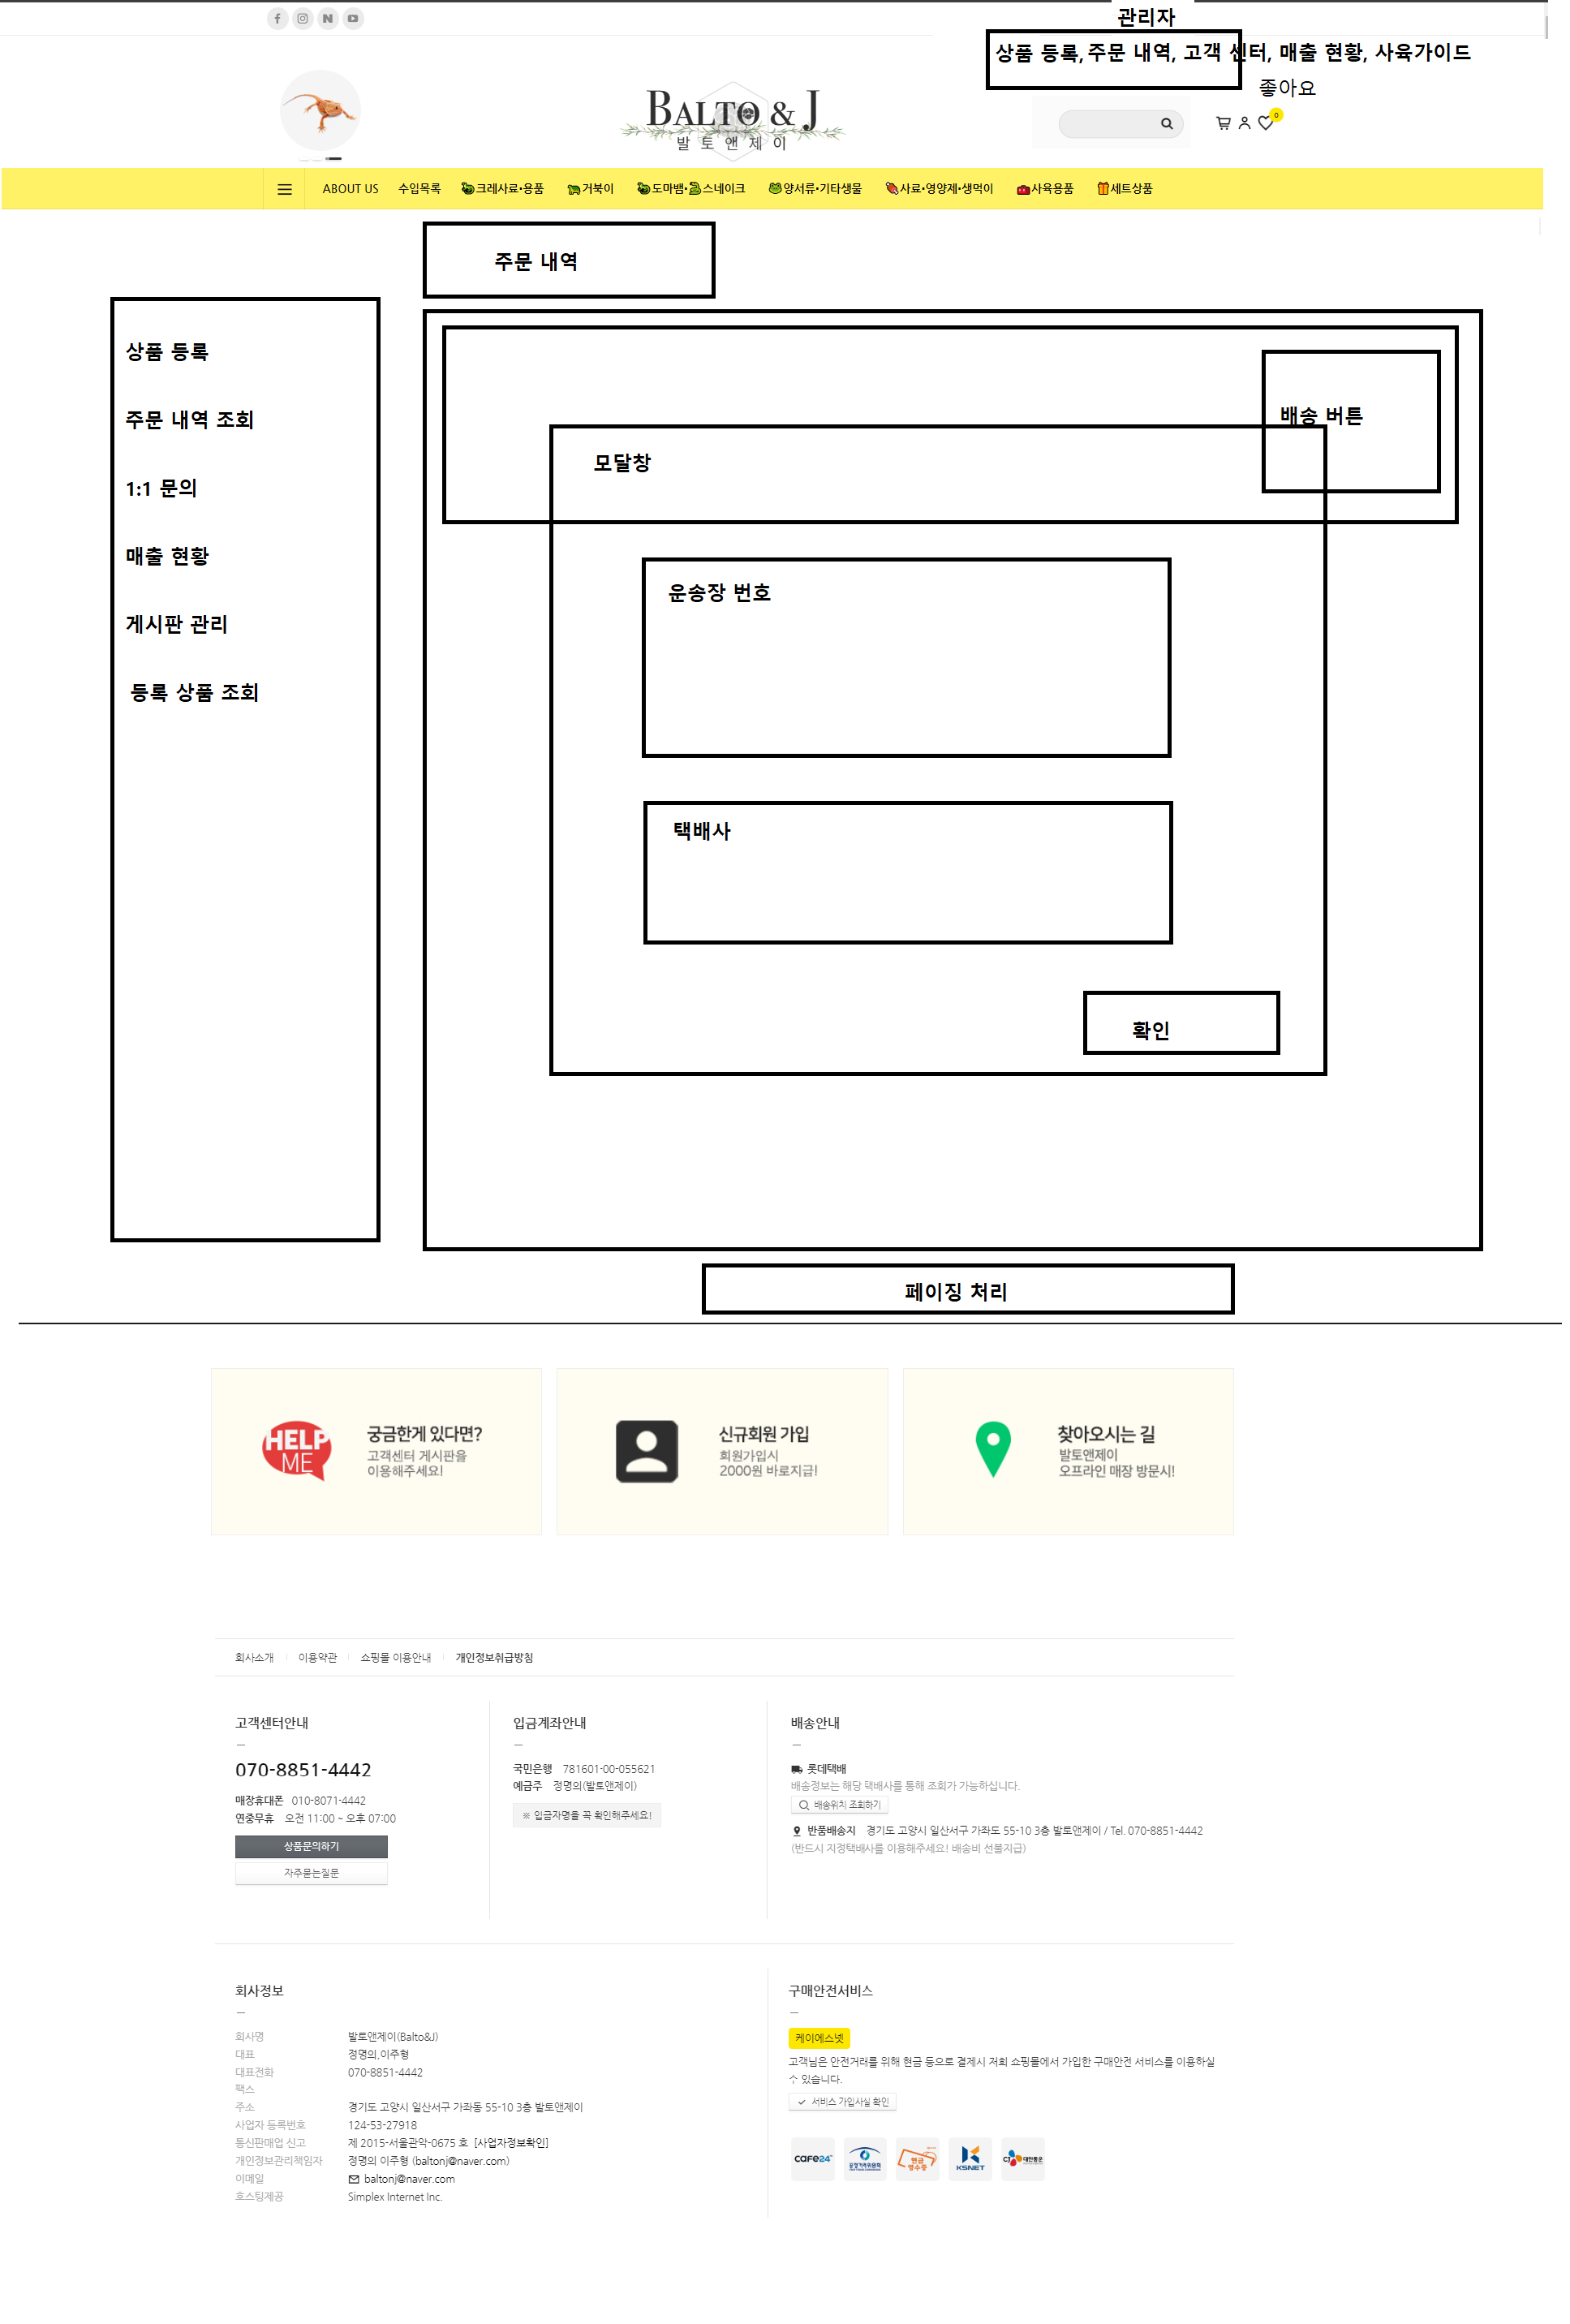 관리자
상품 등록, 주문 내역, 고객 센터, 매출 현황, 사육가이드
좋아요
BALTO & J
발토앤제이
0
ABOUT US 수입목록 크레사료•용품 거북이 도마뱀•스네이크 양서류•기타생물 사료•영양제•생먹이 사육용품 세트상품
주문 내역
상품 등록
주문 내역 조회
1:1 문의
매출 현황
게시판 관리
등록 상품 조회
배송 버튼
모달창
운송장 번호
택배사
확인
페이징 처리
HELP
ME
궁금한게 있다면?
고객센터 게시판을
이용해주세요!
신규회원 가입
회원가입시
2000원 바로지급!
찾아오시는 길
발토앤제이
오프라인 매장 방문시!
회사소개 이용약관 쇼핑몰 이용안내 개인정보취급방침
고객센터안내
070-8851-4442
매장휴대폰 010-8071-4442
연중무휴 오전 11:00 ~ 오후 07:00
상품문의하기
자주묻는질문
입금계좌안내
국민은행 781601-00-055621
예금주 정명의(발토앤제이)
※ 입금자명을 꼭 확인해주세요!
배송안내
롯데택배
배송정보는 해당 택배사를 통해 조회가 가능하십니다.
배송위치 조회하기
반품배송지 경기도 고양시 일산서구 가좌도 55-10 3층 발토앤제이 / Tel. 070-8851-4442
(반드시 지정택배사를 이용해주세요! 배송비 선불지급)
회사정보
회사명 발토앤제이(Balto&J)
대표 정명의,이주형
대표전화 070-8851-4442
팩스
주소 경기도 고양시 일산서구 가좌동 55-10 3층 발토앤제이
사업자 등록번호 124-53-27918
통신판매업 신고 제 2015-서울관악-0675 호 [사업자정보확인]
개인정보관리책임자 정명의 이주형 (baltonj@naver.com)
이메일 baltonj@naver.com
호스팅제공 Simplex Internet Inc.
구매안전서비스
케이에스넷
고객님은 안전거래를 위해 현금 등으로 결제시 저희 쇼핑몰에서 가입한 구매안전 서비스를 이용하실
수 있습니다.
서비스 가입사실 확인
CAFE24
공정거래위원회
현금
영수증
KSNET
CJ 대한통운